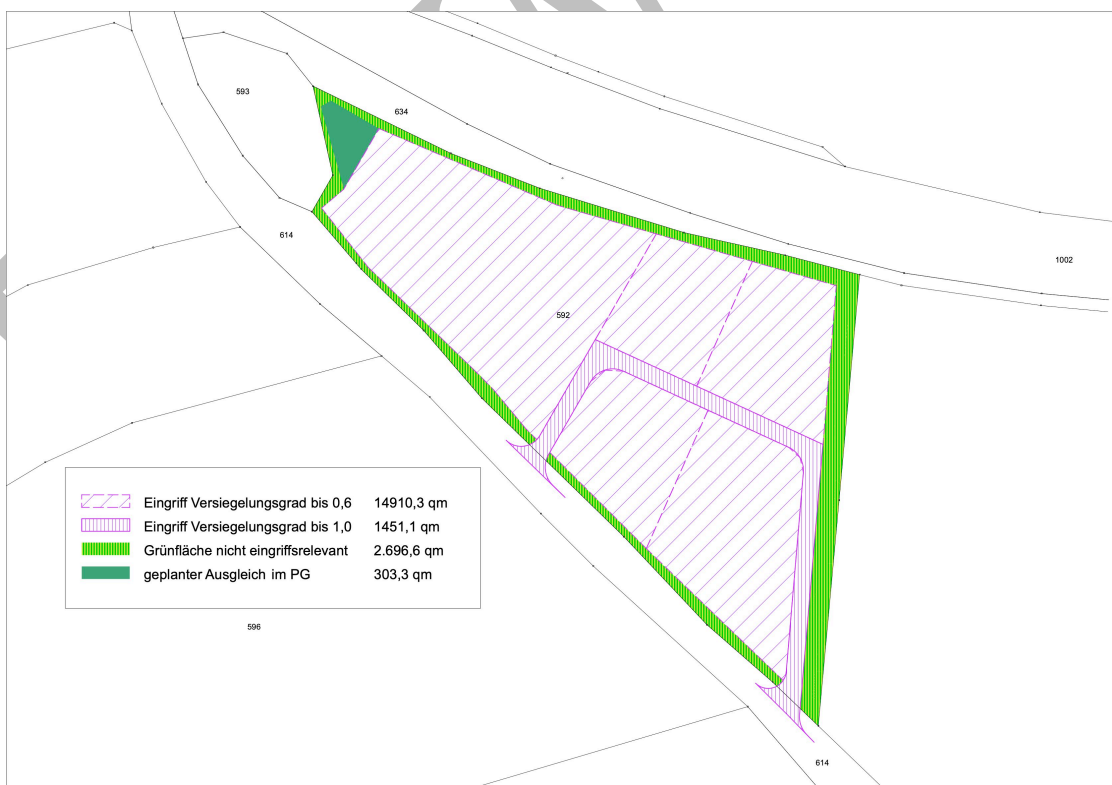 593
634
614
1002
592
Eingriff Versiegelungsgrad bis 0,6 14910,3 qm
Eingriff Versiegelungsgrad bis 1,0 1451,1 qm
Grünfläche nicht eingriffsrelevant 2.696,6 qm
geplanter Ausgleich im PG 303,3 qm
596
614